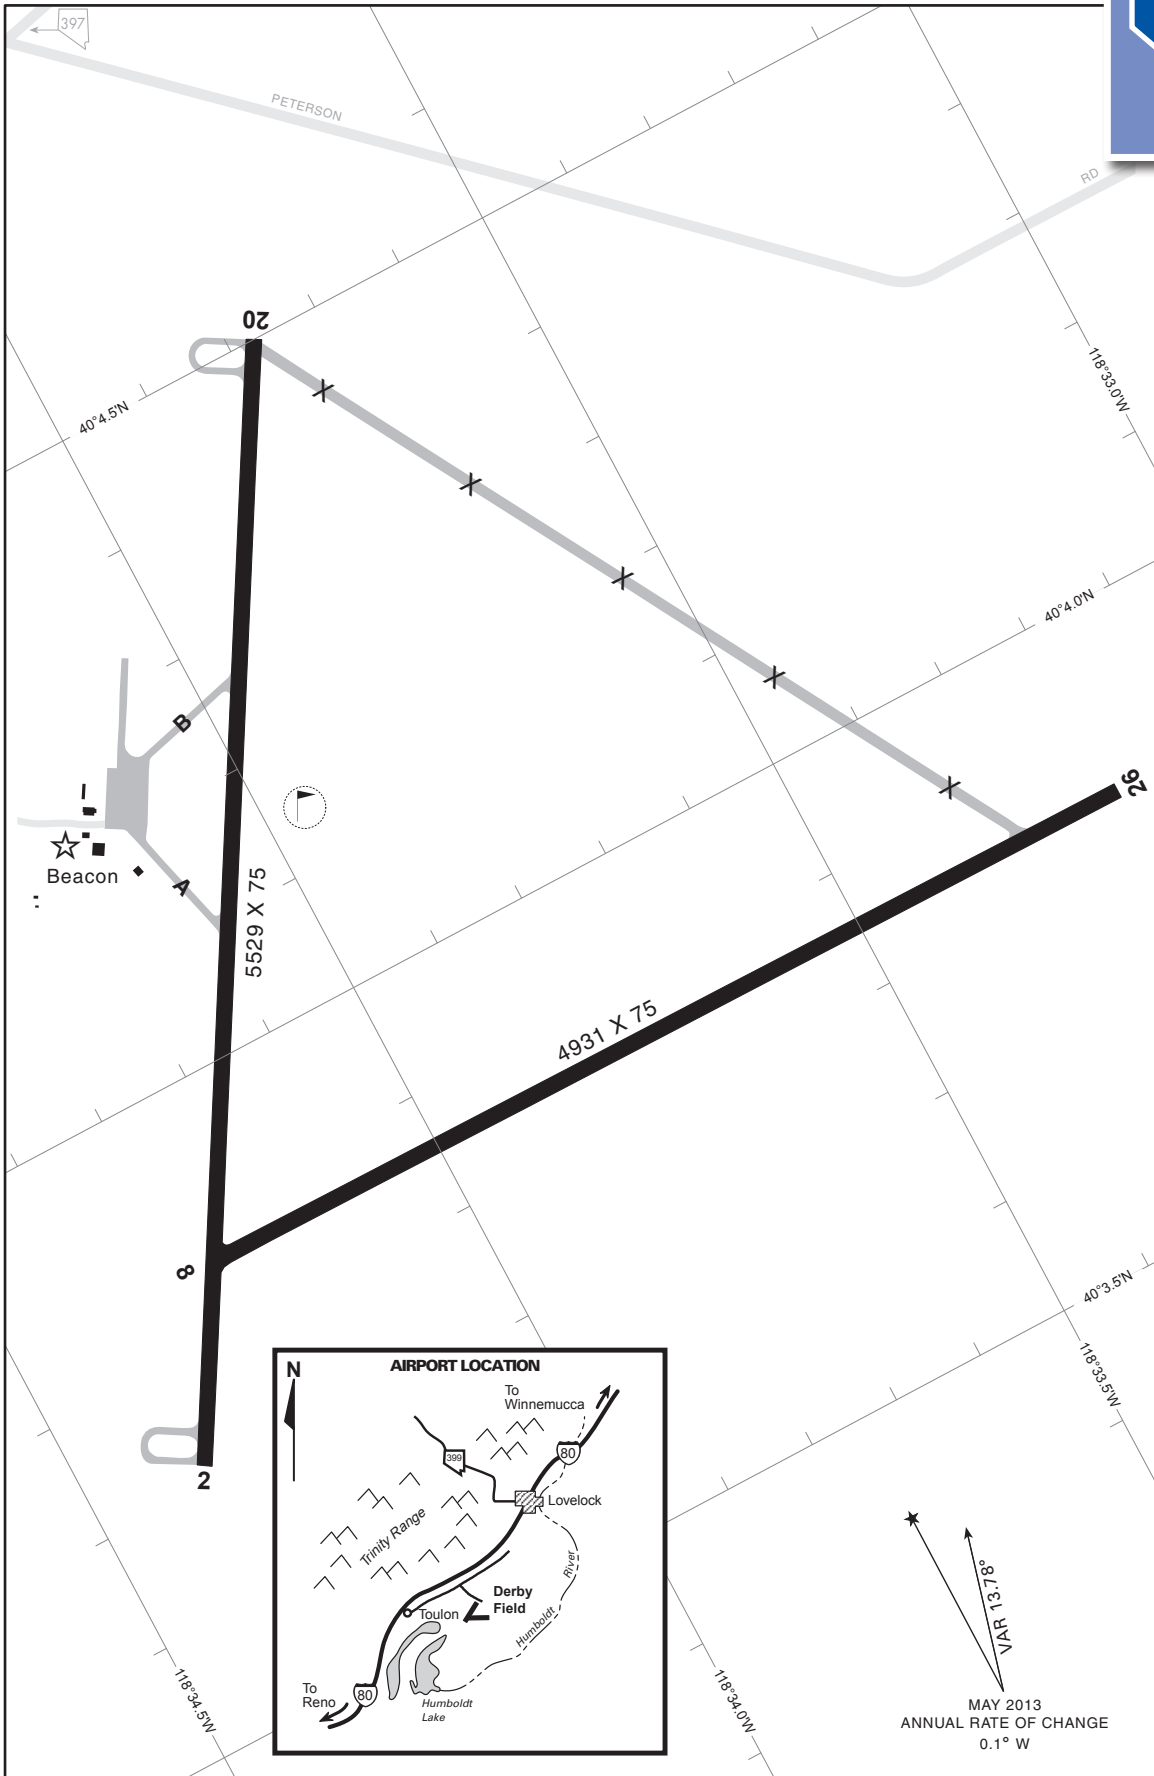 397
PETERSON
RD
20
118°33.0'W
40°4.5'N
40°4.0'N
B
26
Beacon
A
5529 X 75
4931 X 75
8
40°3.5'N
118°33.5'W
2
AIRPORT LOCATION
N
To
Winnemucca
399
80
Lovelock
Trinity Range
River
Derby
Field
Toulon
Humboldt
To
Reno
80
Humboldt
Lake
118°34.5'W
118°34.0'W
VAR 13.78°
MAY 2013
ANNUAL RATE OF CHANGE
0.1° W